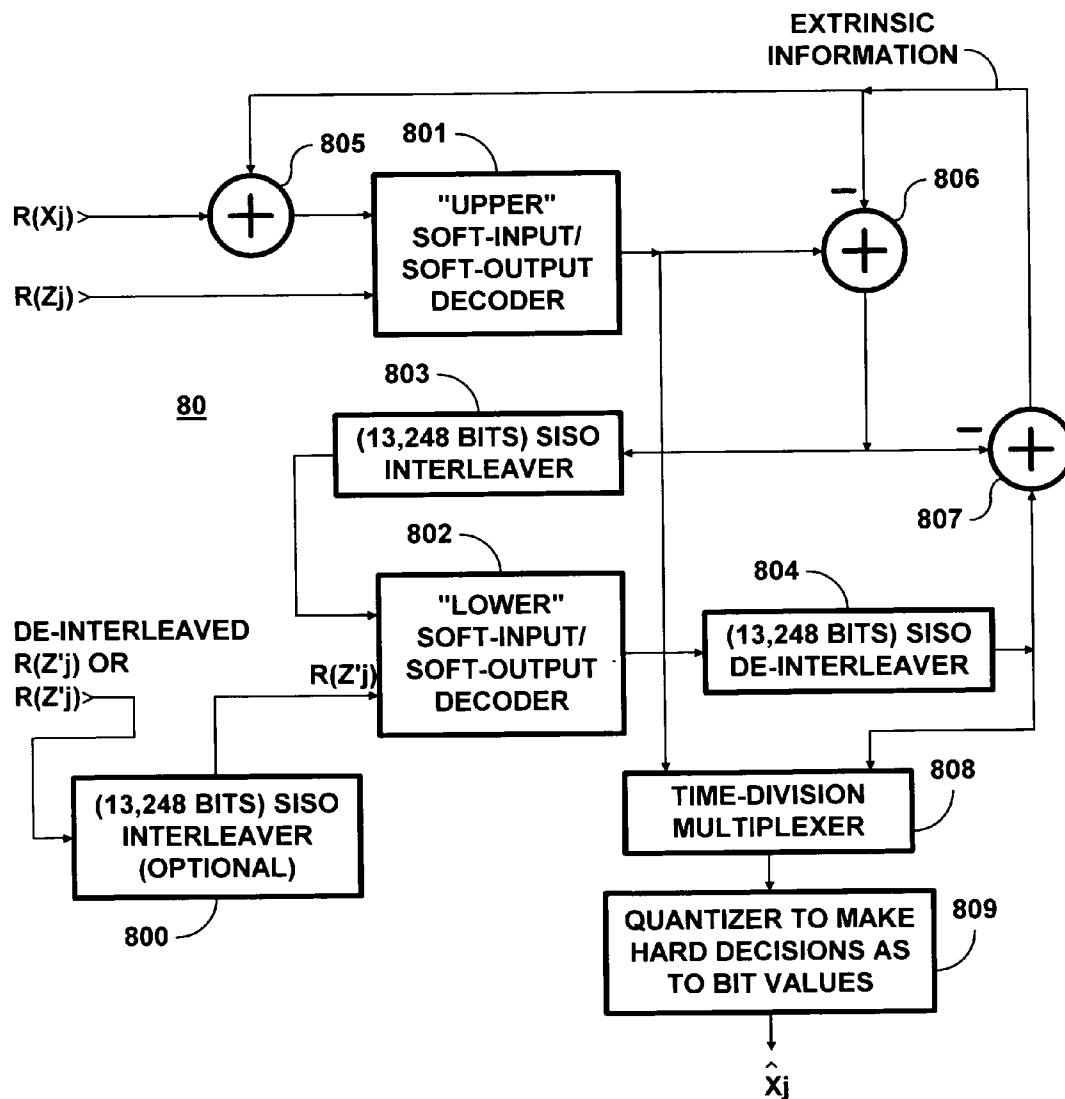 EXTRINSIC
INFORMATION
805
801
806
R(Xj)
"UPPER"
SOFT-INPUT/
SOFT-OUTPUT
DECODER
R(Zj)
80
803
(13,248 BITS) SISO
INTERLEAVER
807
802
804
"LOWER"
SOFT-INPUT/
SOFT-OUTPUT
DECODER
(13,248 BITS) SISO
DE-INTERLEAVER
DE-INTERLEAVED
R(Z'j) OR
R(Z'j)
R(Z'j)
(13,248 BITS) SISO
INTERLEAVER
(OPTIONAL)
800
TIME-DIVISION
MULTIPLEXER
808
QUANTIZER TO MAKE
HARD DECISIONS AS
TO BIT VALUES
809
X̂j